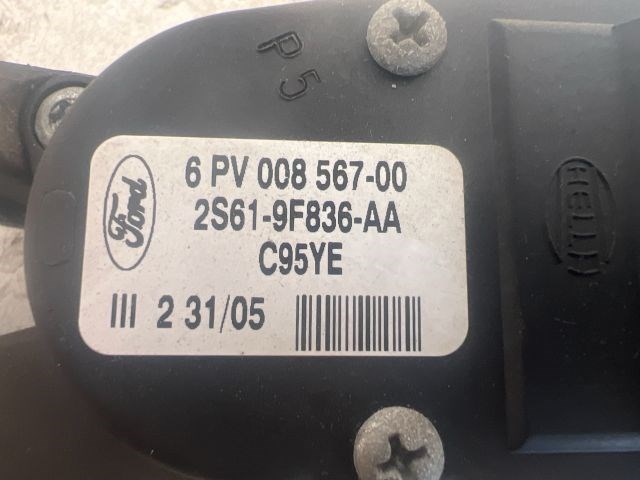 P 5
Ford
6 PV 008 567-00
2S61-9F836-AA
C95YE
III 2 31/05
HELLA